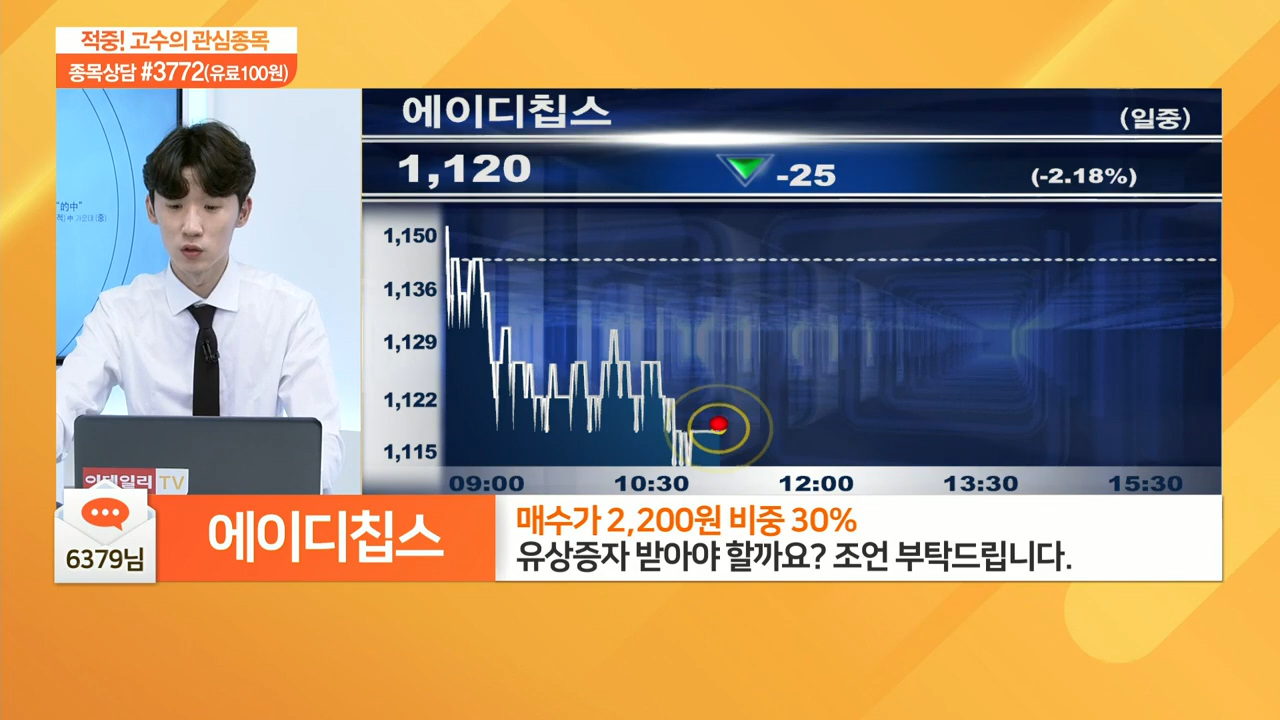 적중! 고수의 관심종목
종목상담 #3772(유료100원)
"的中"
에이디칩스
(일중)
1,120
-25
(-2.18%)
1,150
1,136
1,129
1,122
1,115
09:00
10:30
12:00
13:30
15:30
이데일리 TV
6379님
에이디칩스
매수가 2,200원 비중 30%
유상증자 받아야 할까요? 조언 부탁드립니다.